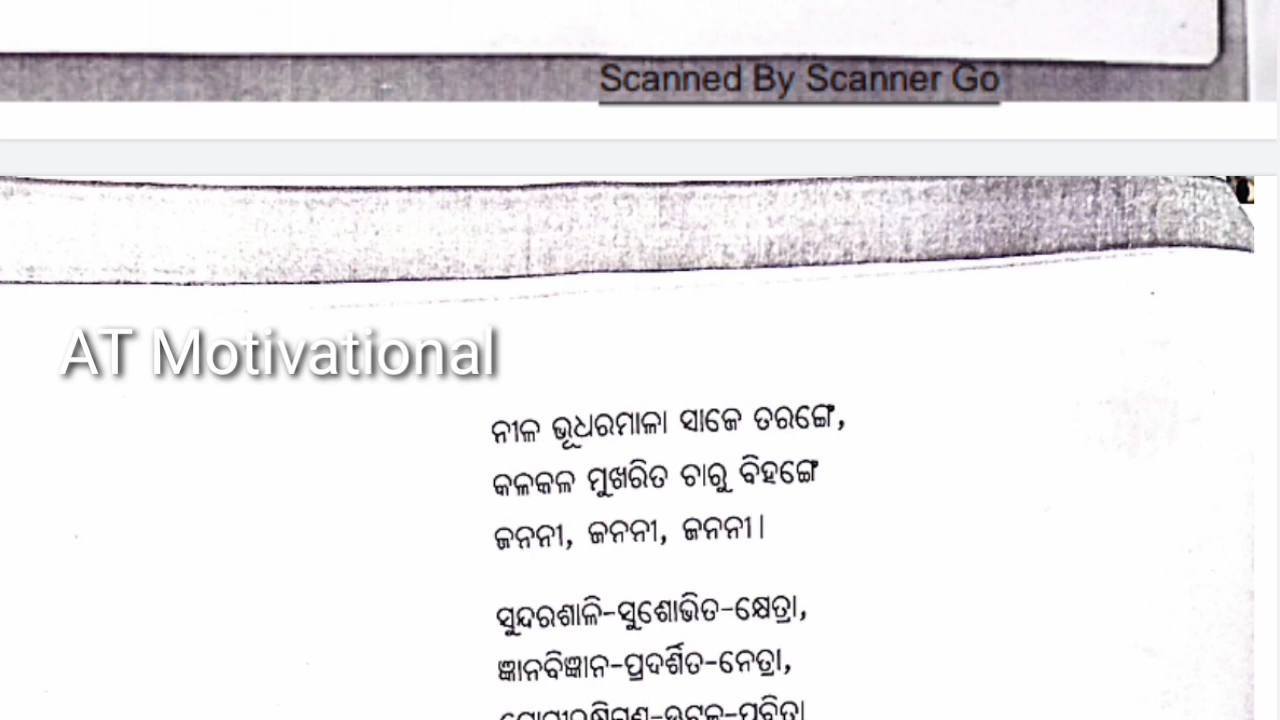 Scanned By Scanner Go
AT Motivational
ନୀଳ ଭୂଧରମାଳା ସାଜେ ତରଙ୍ଗେ,
କଳକଳ ମୁଖରିତ ଚାରୁ ବିହଙ୍ଗେ
ଜନନୀ, ଜନନୀ, ଜନନୀ।
ସୁନ୍ଦରଶାଳି-ସୁଶୋଭିତ-କ୍ଷେତ୍ରା,
ଜ୍ଞାନବିଜ୍ଞାନ-ପ୍ରଦର୍ଶିତ-ନେତ୍ରା,